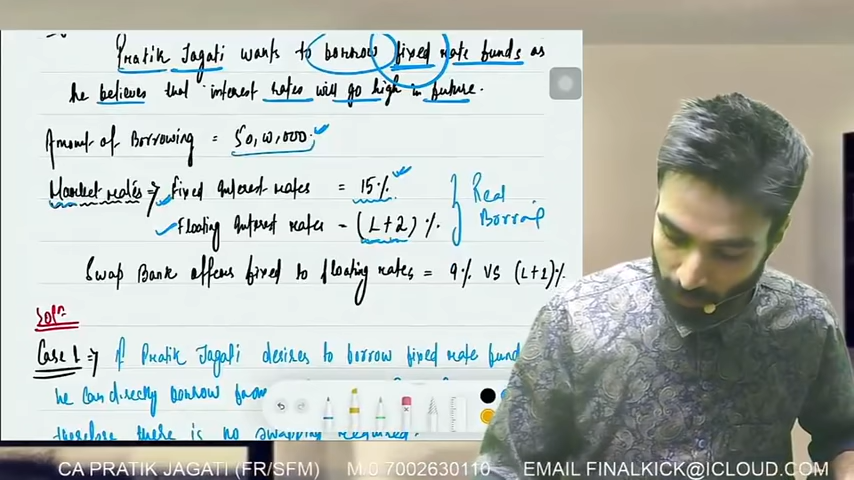 Pratik Jagati wants to borrow fixed rate funds as
he believes that interest rates will go high in future.
Amount of Borrowing = 50,00,000
Market rates => Fixed Interest rates = 15%
Floating Interest rates = (L+2)%
Real
Swap Bank offers fixed to floating rates = 9% VS (L+1)%
Soln
Case 1 => If Pratik Jagati desires to borrow fixed rate fund
he can directly borrow from
therefore there is no swapping required.
CA PRATIK JAGATI (FR/SFM) M.0 7002630110 EMAIL FINALKICK@ICLOUD.COM